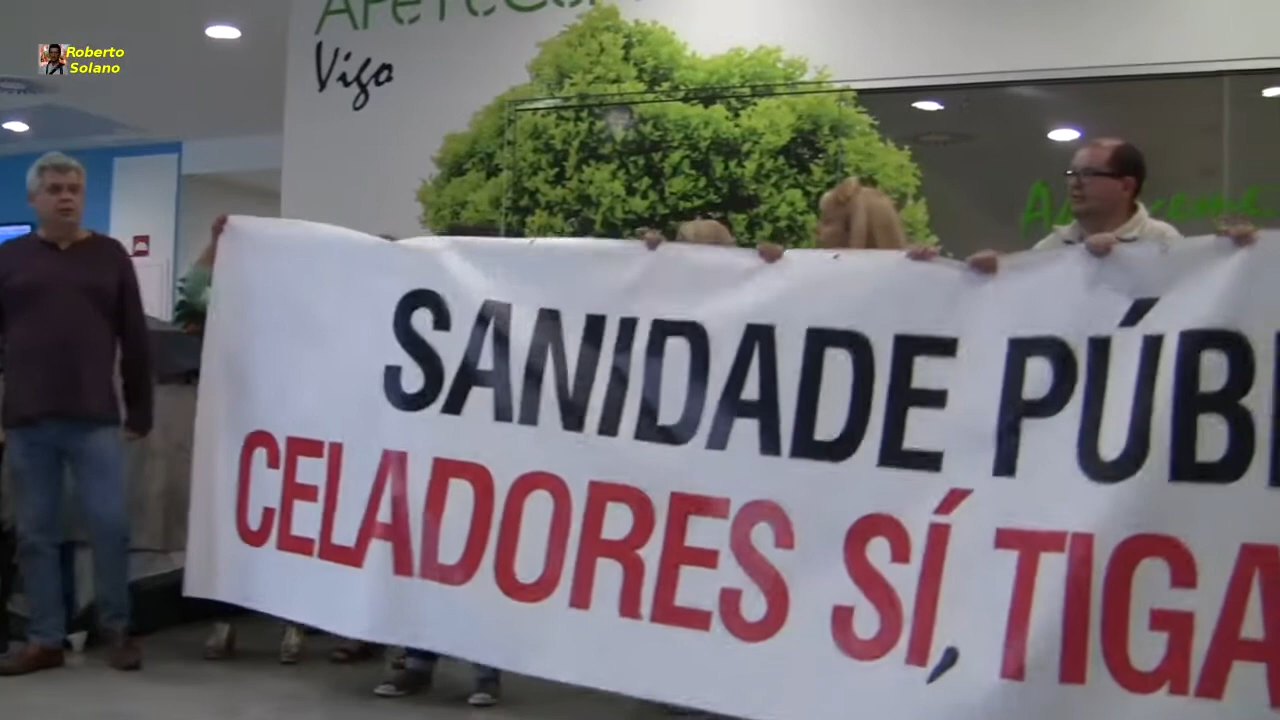 Roberto
Solano
Vigo
SANIDADE PÚB
CELADORES SÍ, TIGA